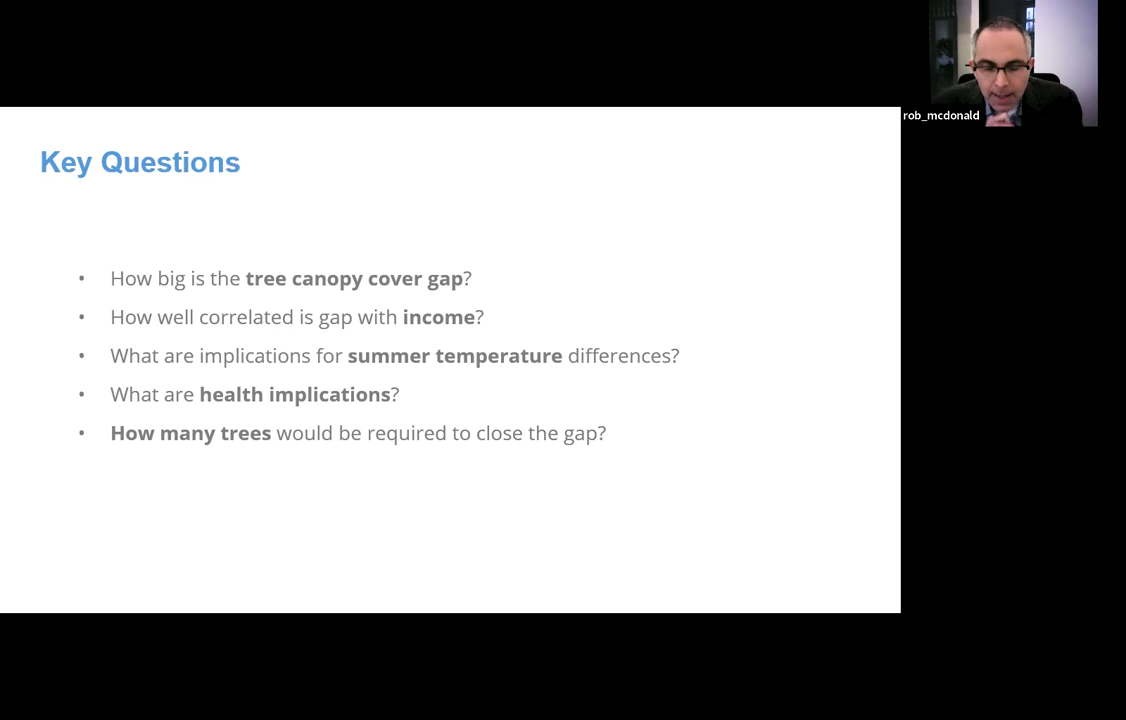 Key Questions
• How big is the tree canopy cover gap?
• How well correlated is gap with income?
• What are implications for summer temperature differences?
• What are health implications?
• How many trees would be required to close the gap?
rob_mcdonald